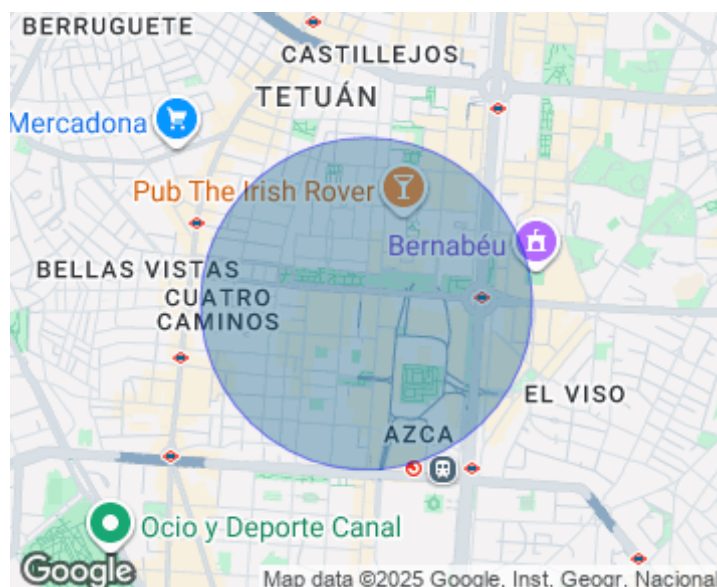 BERRUGUETE
CASTILLEJOS
TETUÁN
Mercadona
Pub The Irish Rover
Bernabéu
BELLAS VISTAS
CUATRO
CAMINOS
EL VISO
AZCA
Ocio y Deporte Canal
Google
Map data ©2025 Google, Inst. Geogr. Nacional